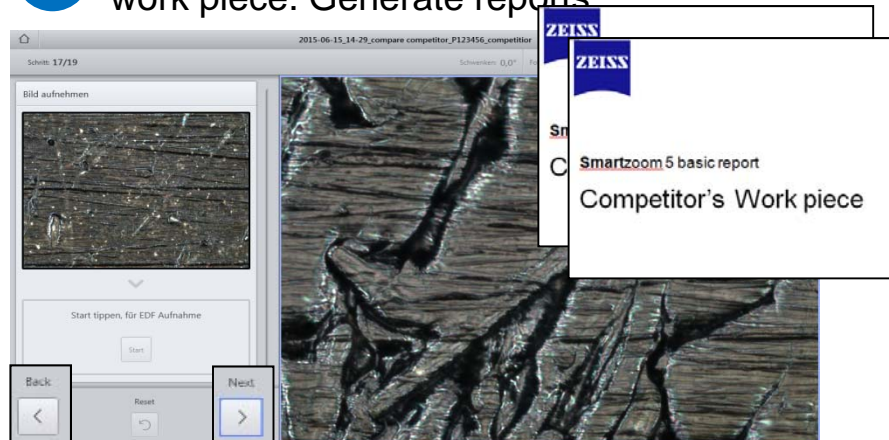 work piece. Generate reports
2015-06-15_14-29_compare competitor_P123456_competitior
Schritt: 17/19
Schwenken: 0,0°
Bild aufnehmen
Start tippen, für EDF Aufnahme
Start
Back
Reset
Next
ZEISS
ZEISS
Smartzoom 5 basic report
Competitor's Work piece